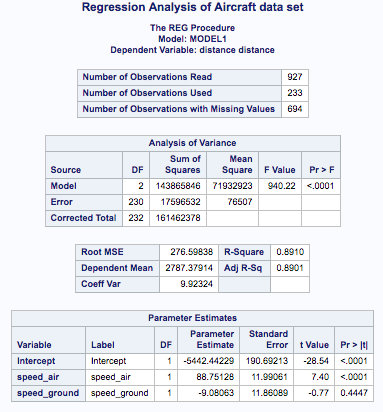 Regression Analysis of Aircraft data set
The REG Procedure
Model: MODEL1
Dependent Variable: distance distance
Number of Observations Read 927
Number of Observations Used 233
Number of Observations with Missing Values 694
Analysis of Variance
Source DF Sum of Squares Mean Square F Value Pr > F
Model 2 143865846 71932923 940.22 <.0001
Error 230 17596532 76507
Corrected Total 232 161462378
Root MSE 276.59838 R-Square 0.8910
Dependent Mean 2787.37914 Adj R-Sq 0.8901
Coeff Var 9.92324
Parameter Estimates
Variable Label DF Parameter Estimate Standard Error t Value Pr > |t|
Intercept Intercept 1 -5442.44229 190.69213 -28.54 <.0001
speed_air speed_air 1 88.75128 11.99061 7.40 <.0001
speed_ground speed_ground 1 -9.08063 11.86089 -0.77 0.4447